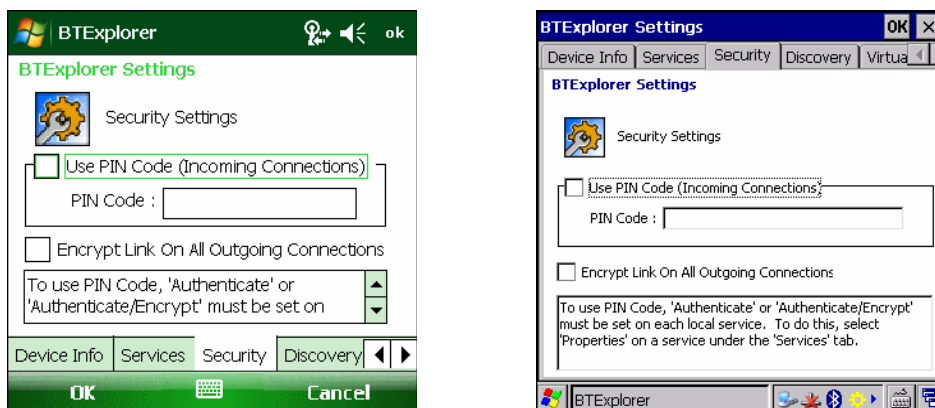 BTExplorer ok
BTExplorer Settings
Security Settings
Use PIN Code (Incoming Connections)
PIN Code :
Encrypt Link On All Outgoing Connections
To use PIN Code, 'Authenticate' or
'Authenticate/Encrypt' must be set on
Device Info Services Security Discovery
OK Cancel
BTExplorer Settings OK
Device Info Services Security Discovery Virtua
BTExplorer Settings
Security Settings
Use PIN Code (Incoming Connections)
PIN Code :
Encrypt Link On All Outgoing Connections
To use PIN Code, 'Authenticate' or 'Authenticate/Encrypt'
must be set on each local service. To do this, select
'Properties' on a service under the 'Services' tab.
BTExplorer